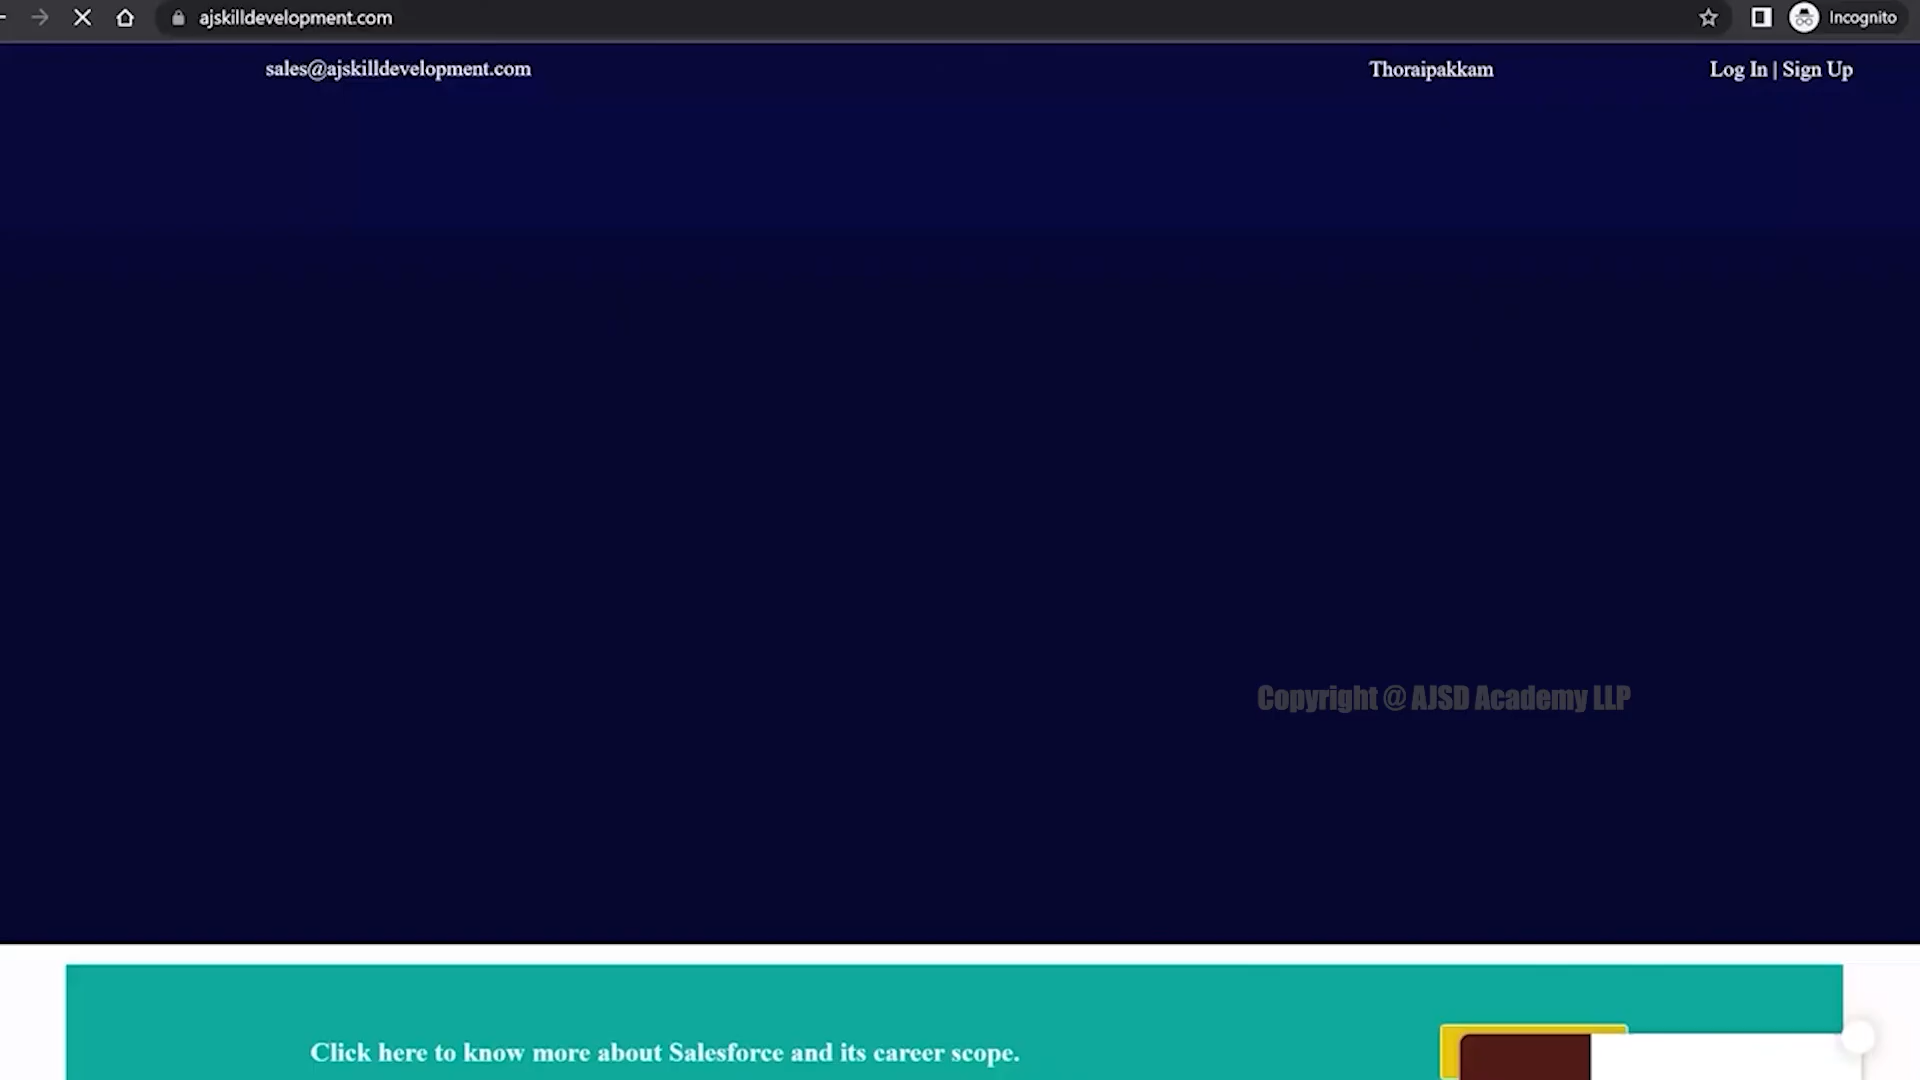 ajskilldevelopment.com
Incognito
sales@ajskilldevelopment.com
Thoraipakkam
Log In | Sign Up
Copyright @ AJSD Academy LLP
Click here to know more about Salesforce and its career scope.